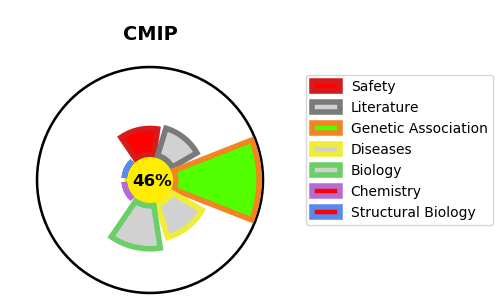 CMIP
46%
Safety
Literature
Genetic Association
Diseases
Biology
Chemistry
Structural Biology